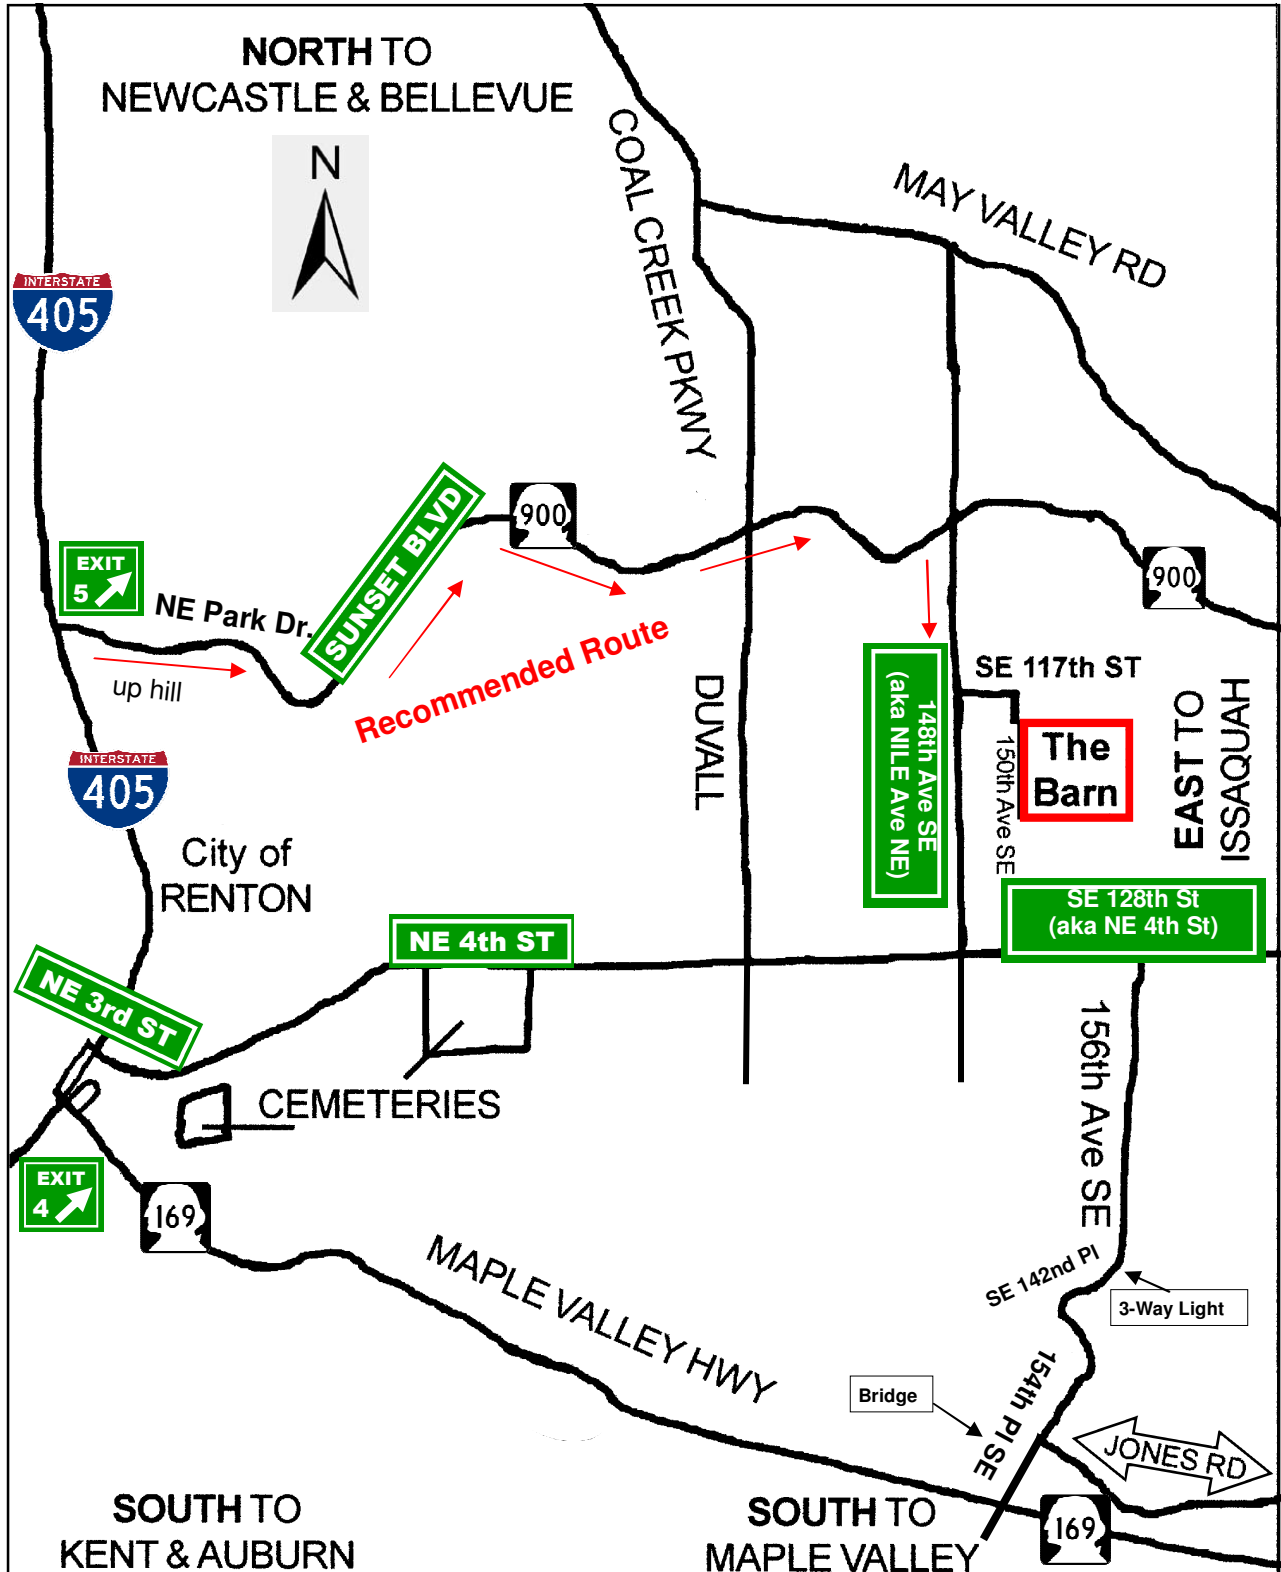 NORTH TO
NEWCASTLE & BELLEVUE
N
COAL CREEK PKWY
MAY VALLEY RD
INTERSTATE
405
SUNSET BLVD
900
EXIT
5
NE Park Dr.
up hill
Recommended Route
900
SE 117th ST
DUVALL
148th Ave SE
(aka NILE Ave NE)
150th Ave SE
The
Barn
EAST TO
ISSAQUAH
INTERSTATE
405
City of
RENTON
SE 128th St
(aka NE 4th St)
NE 4th ST
NE 3rd ST
CEMETERIES
156th Ave SE
EXIT
4
169
MAPLE VALLEY HWY
SE 142nd Pl
3-Way Light
154th Pl SE
Bridge
JONES RD
SOUTH TO
KENT & AUBURN
SOUTH TO
MAPLE VALLEY
169